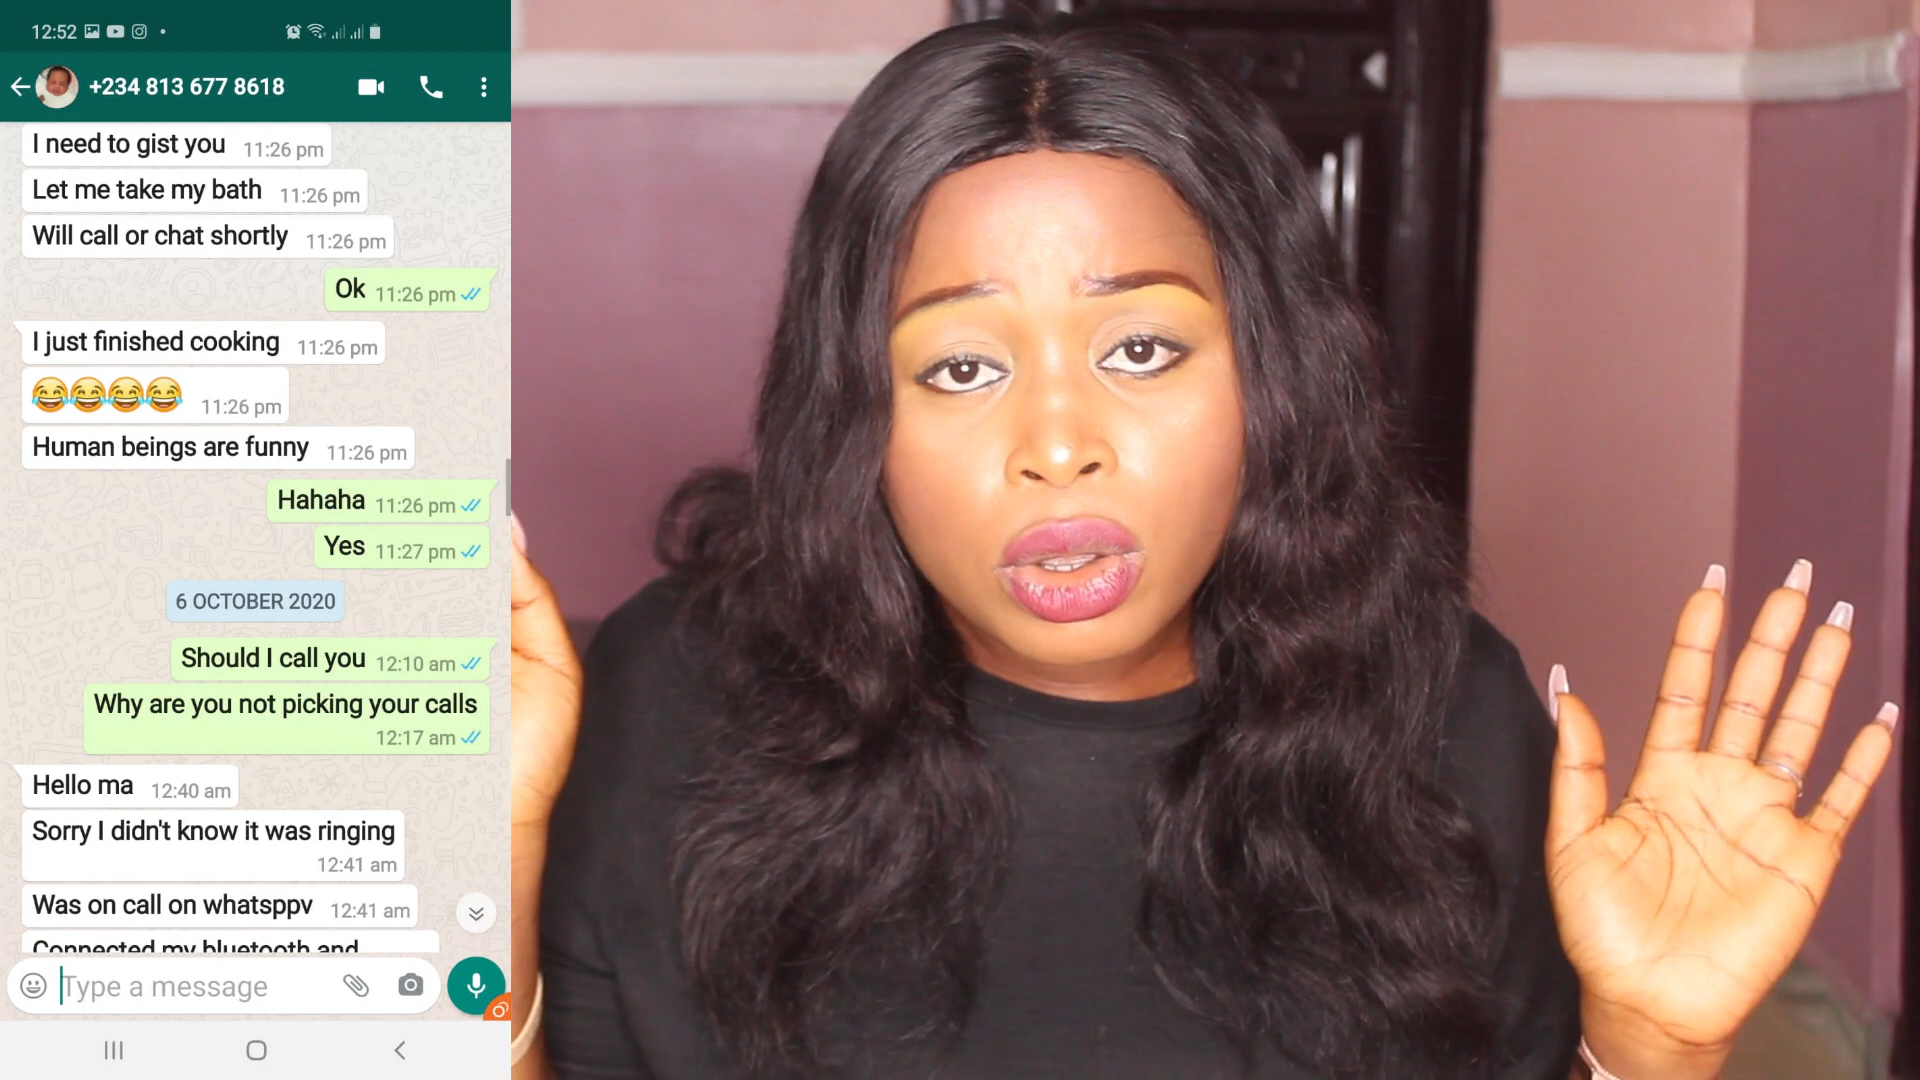 12:52
+234 813 677 8618
I need to gist you 11:26 pm
Let me take my bath 11:26 pm
Will call or chat shortly 11:26 pm
Ok 11:26 pm
I just finished cooking 11:26 pm
😂😂😂😂 11:26 pm
Human beings are funny 11:26 pm
Hahaha 11:26 pm
Yes 11:27 pm
6 OCTOBER 2020
Should I call you 12:10 am
Why are you not picking your calls
12:17 am
Hello ma 12:40 am
Sorry I didn't know it was ringing
12:41 am
Was on call on whatsppv 12:41 am
Connected my bluetooth and
Type a message